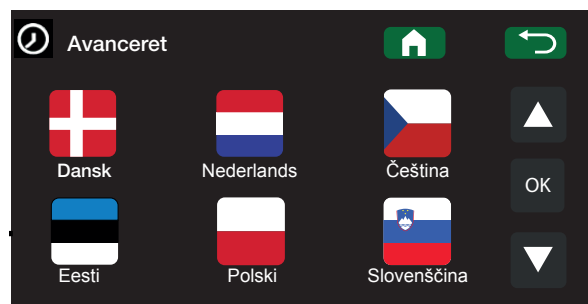 Avanceret
Dansk Nederlands Čeština
OK
Eesti Polski Slovenščina